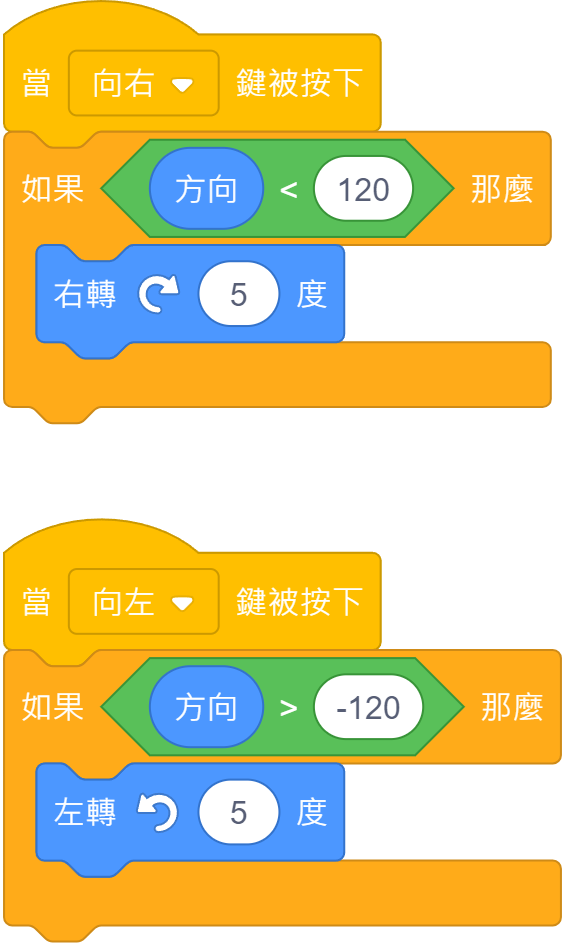 當 向右 鍵被按下
如果 方向 < 120 那麼
右轉 5 度
當 向左 鍵被按下
如果 方向 > -120 那麼
左轉 5 度